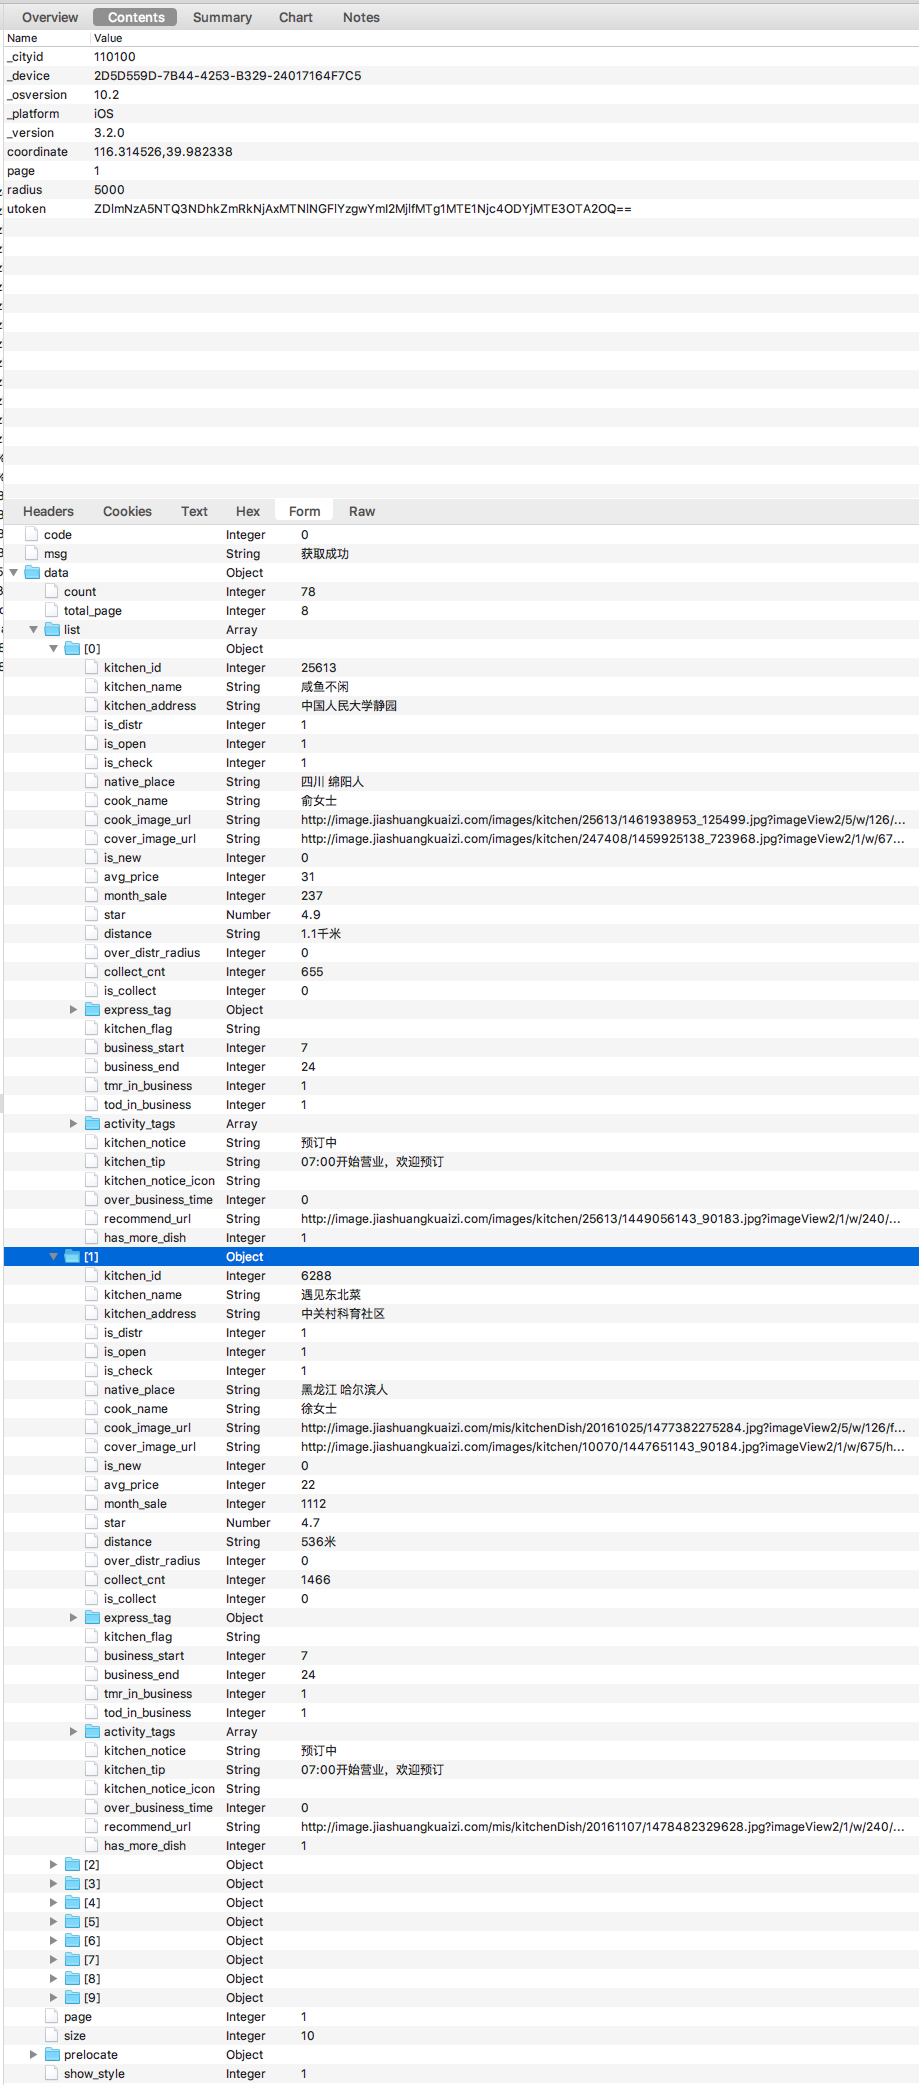 Overview Contents Summary Chart Notes
Name Value
_cityid 110100
_device 2D5D559D-7B44-4253-B329-24017164F7C5
_osversion 10.2
_platform iOS
_version 3.2.0
coordinate 116.314526,39.982338
page 1
radius 5000
utoken ZDlmNzA5NTQ3NDhkZmRkNjAxMTNlNGFlYzgwYmI2MjlfMTg1MTE1Njc4ODYjMTE3OTA2OQ==
Headers Cookies Text Hex Form Raw
code Integer 0
msg String 获取成功
data Object
count Integer 78
total_page Integer 8
list Array
[0] Object
kitchen_id Integer 25613
kitchen_name String 咸鱼不闲
kitchen_address String 中国人民大学静园
is_distr Integer 1
is_open Integer 1
is_check Integer 1
native_place String 四川 绵阳人
cook_name String 俞女士
cook_image_url String http://image.jiashuangkuaizi.com/images/kitchen/25613/1461938953_125499.jpg?imageView2/5/w/126/...
cover_image_url String http://image.jiashuangkuaizi.com/images/kitchen/247408/1459925138_723968.jpg?imageView2/1/w/67...
is_new Integer 0
avg_price Integer 31
month_sale Integer 237
star Number 4.9
distance String 1.1千米
over_distr_radius Integer 0
collect_cnt Integer 655
is_collect Integer 0
express_tag Object
kitchen_flag String
business_start Integer 7
business_end Integer 24
tmr_in_business Integer 1
tod_in_business Integer 1
activity_tags Array
kitchen_notice String 预订中
kitchen_tip String 07:00开始营业，欢迎预订
kitchen_notice_icon String
over_business_time Integer 0
recommend_url String http://image.jiashuangkuaizi.com/images/kitchen/25613/1449056143_90183.jpg?imageView2/1/w/240/...
has_more_dish Integer 1
[1] Object
kitchen_id Integer 6288
kitchen_name String 遇见东北菜
kitchen_address String 中关村科育社区
is_distr Integer 1
is_open Integer 1
is_check Integer 1
native_place String 黑龙江 哈尔滨人
cook_name String 徐女士
cook_image_url String http://image.jiashuangkuaizi.com/mis/kitchenDish/20161025/1477382275284.jpg?imageView2/5/w/126/f...
cover_image_url String http://image.jiashuangkuaizi.com/images/kitchen/10070/1447651143_90184.jpg?imageView2/1/w/675/h...
is_new Integer 0
avg_price Integer 22
month_sale Integer 1112
star Number 4.7
distance String 536米
over_distr_radius Integer 0
collect_cnt Integer 1466
is_collect Integer 0
express_tag Object
kitchen_flag String
business_start Integer 7
business_end Integer 24
tmr_in_business Integer 1
tod_in_business Integer 1
activity_tags Array
kitchen_notice String 预订中
kitchen_tip String 07:00开始营业，欢迎预订
kitchen_notice_icon String
over_business_time Integer 0
recommend_url String http://image.jiashuangkuaizi.com/mis/kitchenDish/20161107/1478482329628.jpg?imageView2/1/w/240/...
has_more_dish Integer 1
[2] Object
[3] Object
[4] Object
[5] Object
[6] Object
[7] Object
[8] Object
[9] Object
page Integer 1
size Integer 10
prelocate Object
show_style Integer 1